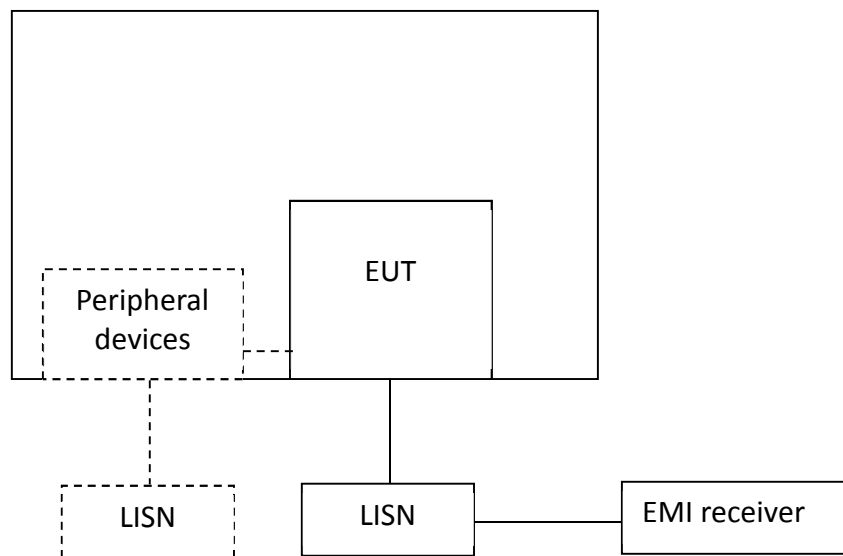 EUT
Peripheral
devices
LISN
LISN
EMI receiver